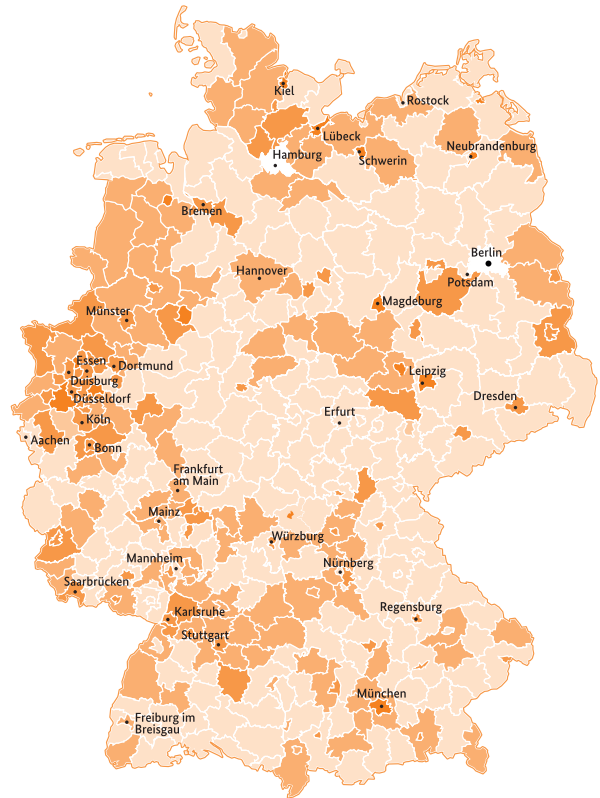 Kiel
Rostock
Lübeck
Hamburg
Schwerin
Neubrandenburg
Bremen
Berlin
Hannover
Potsdam
Magdeburg
Münster
Essen
Dortmund
Duisburg
Leipzig
Düsseldorf
Dresden
Erfurt
Köln
Aachen
Bonn
Frankfurt
am Main
Mainz
Würzburg
Mannheim
Nürnberg
Saarbrücken
Karlsruhe
Regensburg
Stuttgart
München
Freiburg im
Breisgau